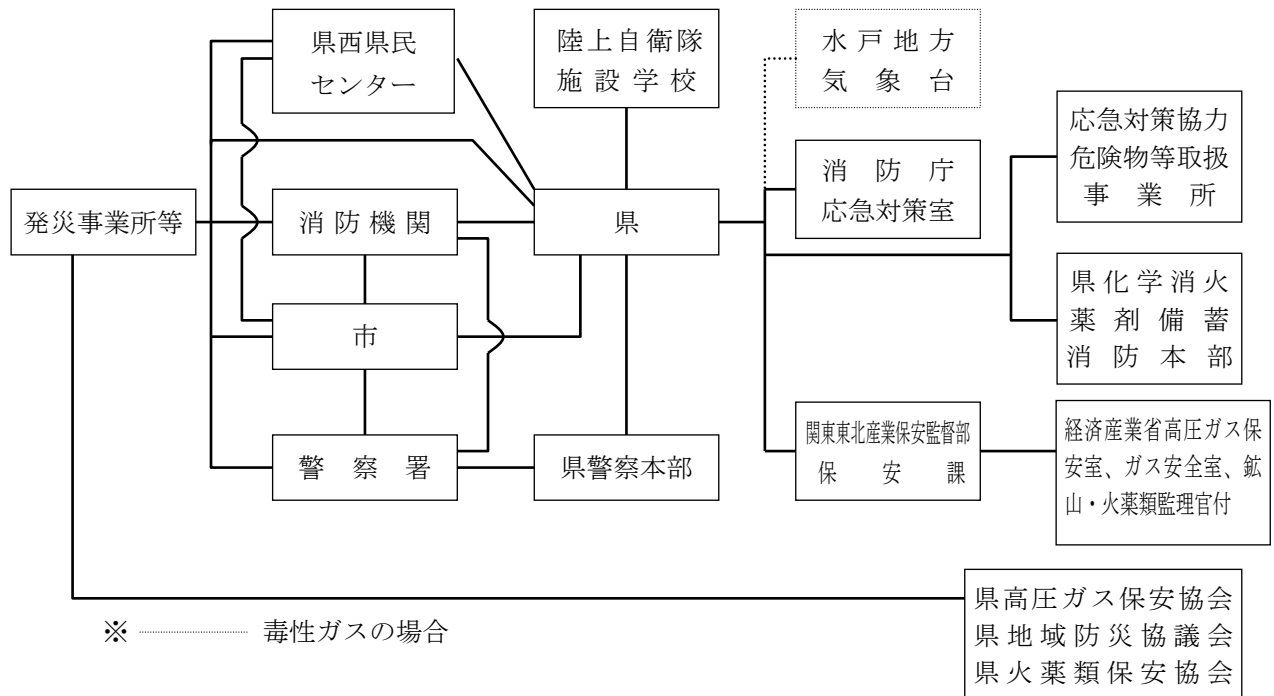 県西県民
センター
陸上自衛隊
施設学校
水戸地方
気象台
応急対策協力
危険物等取扱
事業所
消防庁
応急対策室
発災事業所等
消防機関
県
県化学消火
薬剤備蓄
消防本部
市
関東東北産業保安監督部
保安課
経済産業省高圧ガス保
安室、ガス安全室、鉱
山・火薬類監理官付
警察署
県警察本部
県高圧ガス保安協会
県地域防災協議会
県火薬類保安協会
※ 毒性ガスの場合